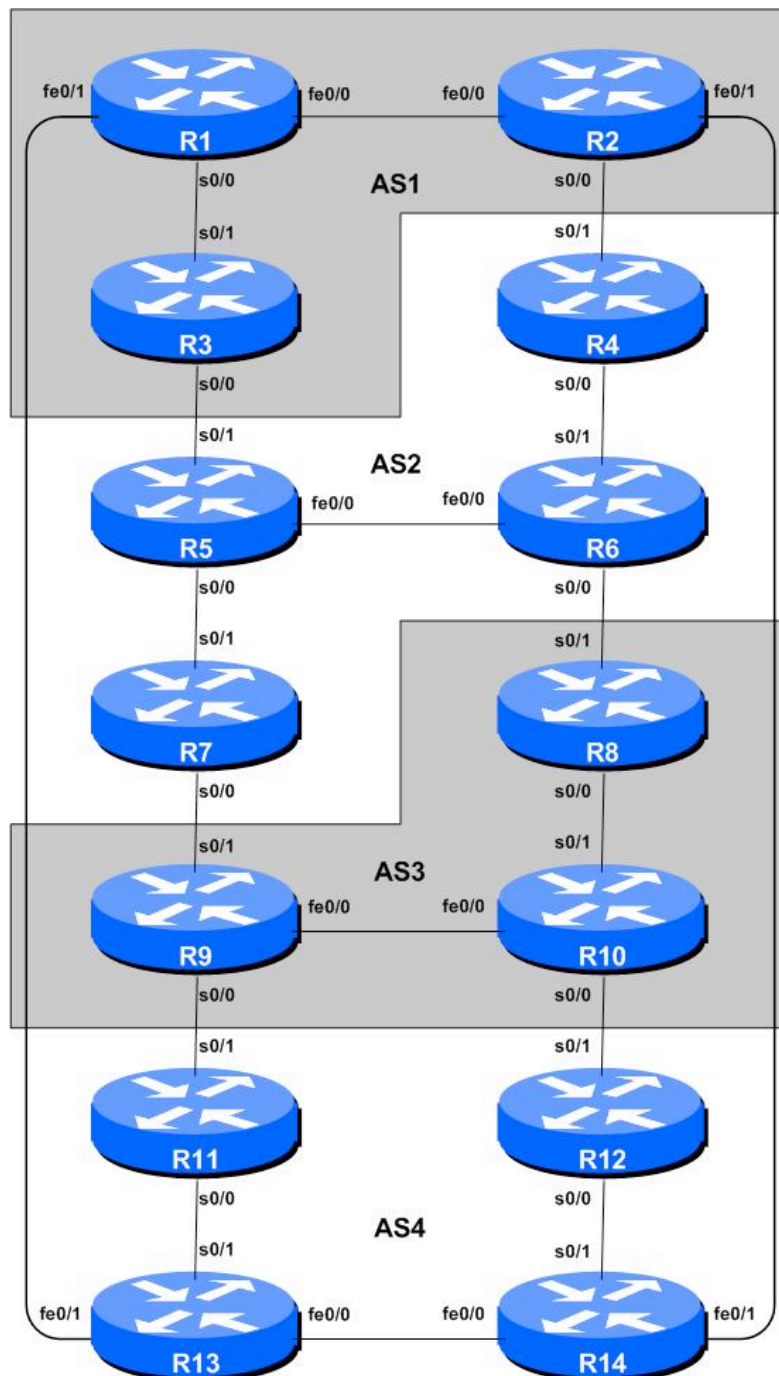 fe0/1 fe0/0 fe0/0 fe0/1
R1 R2
s0/0 AS1 s0/0
s0/1 s0/1
R3 R4
s0/0 s0/0
s0/1 AS2 s0/1
fe0/0 fe0/0
R5 R6
s0/0 s0/0
s0/1 s0/1
R7 R8
s0/0 s0/0
s0/1 AS3 s0/1
fe0/0 fe0/0
R9 R10
s0/0 s0/0
s0/1 s0/1
R11 R12
s0/0 s0/0
AS4
s0/1 s0/1
fe0/1 fe0/0 fe0/0 fe0/1
R13 R14